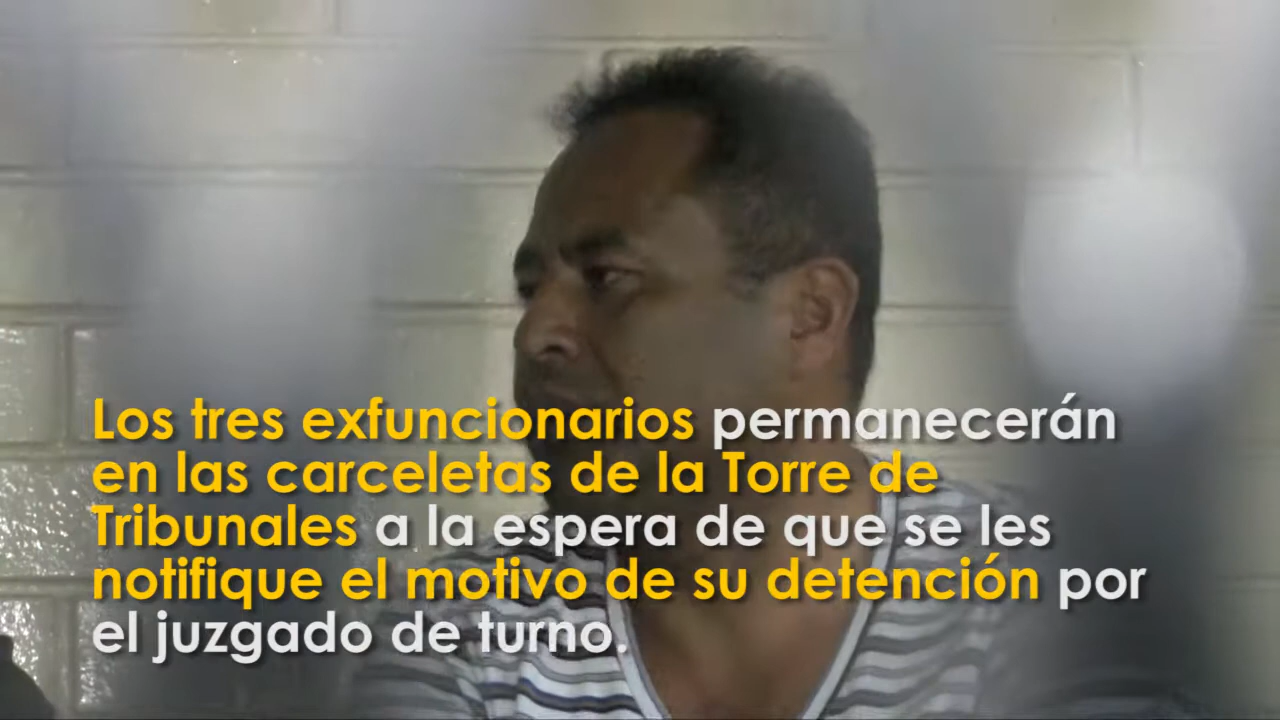 Los tres exfuncionarios permanecerán
en las carceletas de la Torre de
Tribunales a la espera de que se les
notifique el motivo de su detención por
el juzgado de turno.